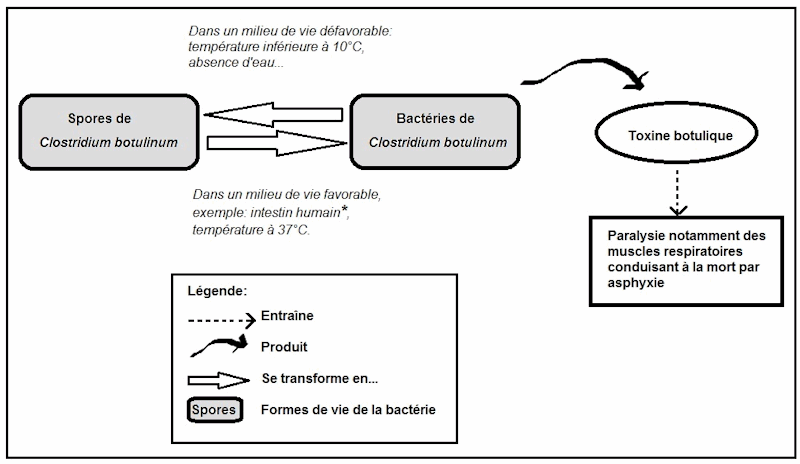 Dans un milieu de vie défavorable:
température inférieure à 10°C,
absence d'eau...
Spores de
Clostridium botulinum
Bactéries de
Clostridium botulinum
Toxine botulique
Dans un milieu de vie favorable,
exemple: intestin humain*,
température à 37°C.
Paralysie notamment des
muscles respiratoires
conduisant à la mort par
asphyxie
Légende:
Entraîne
Produit
Se transforme en...
Spores
Formes de vie de la bactérie